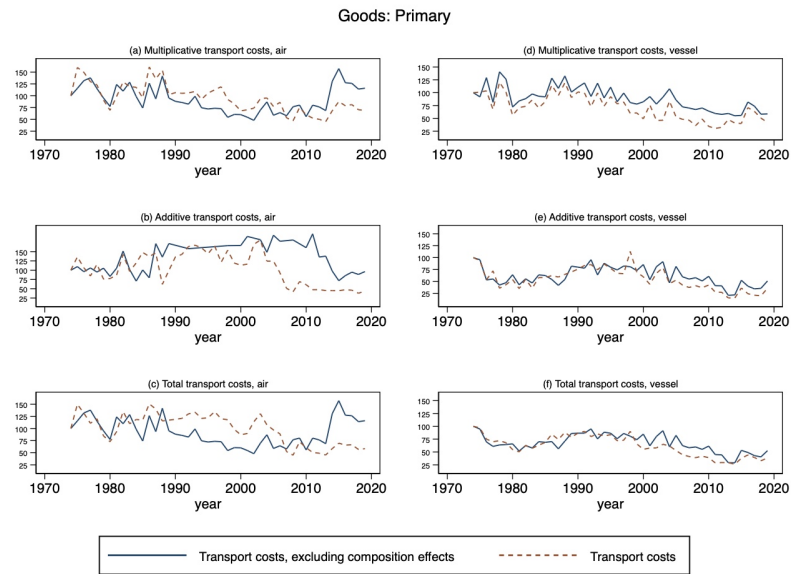 Goods: Primary
(a) Multiplicative transport costs, air
150
125
100
75
50
25
1970 1980 1990 2000 2010 2020
year
(d) Multiplicative transport costs, vessel
150
125
100
75
50
25
1970 1980 1990 2000 2010 2020
year
(b) Additive transport costs, air
150
125
100
75
50
25
1970 1980 1990 2000 2010 2020
year
(e) Additive transport costs, vessel
150
125
100
75
50
25
1970 1980 1990 2000 2010 2020
year
(c) Total transport costs, air
150
125
100
75
50
25
1970 1980 1990 2000 2010 2020
year
(f) Total transport costs, vessel
150
125
100
75
50
25
1970 1980 1990 2000 2010 2020
year
Transport costs, excluding composition effects Transport costs